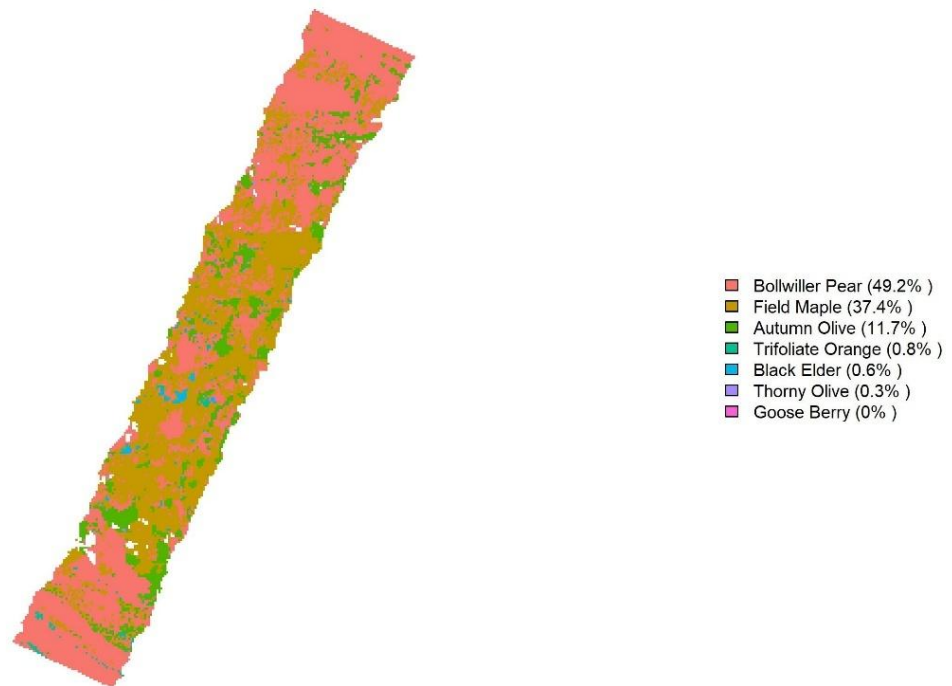 Bollwiller Pear (49.2% )
Field Maple (37.4% )
Autumn Olive (11.7% )
Trifoliate Orange (0.8% )
Black Elder (0.6% )
Thorny Olive (0.3% )
Goose Berry (0% )